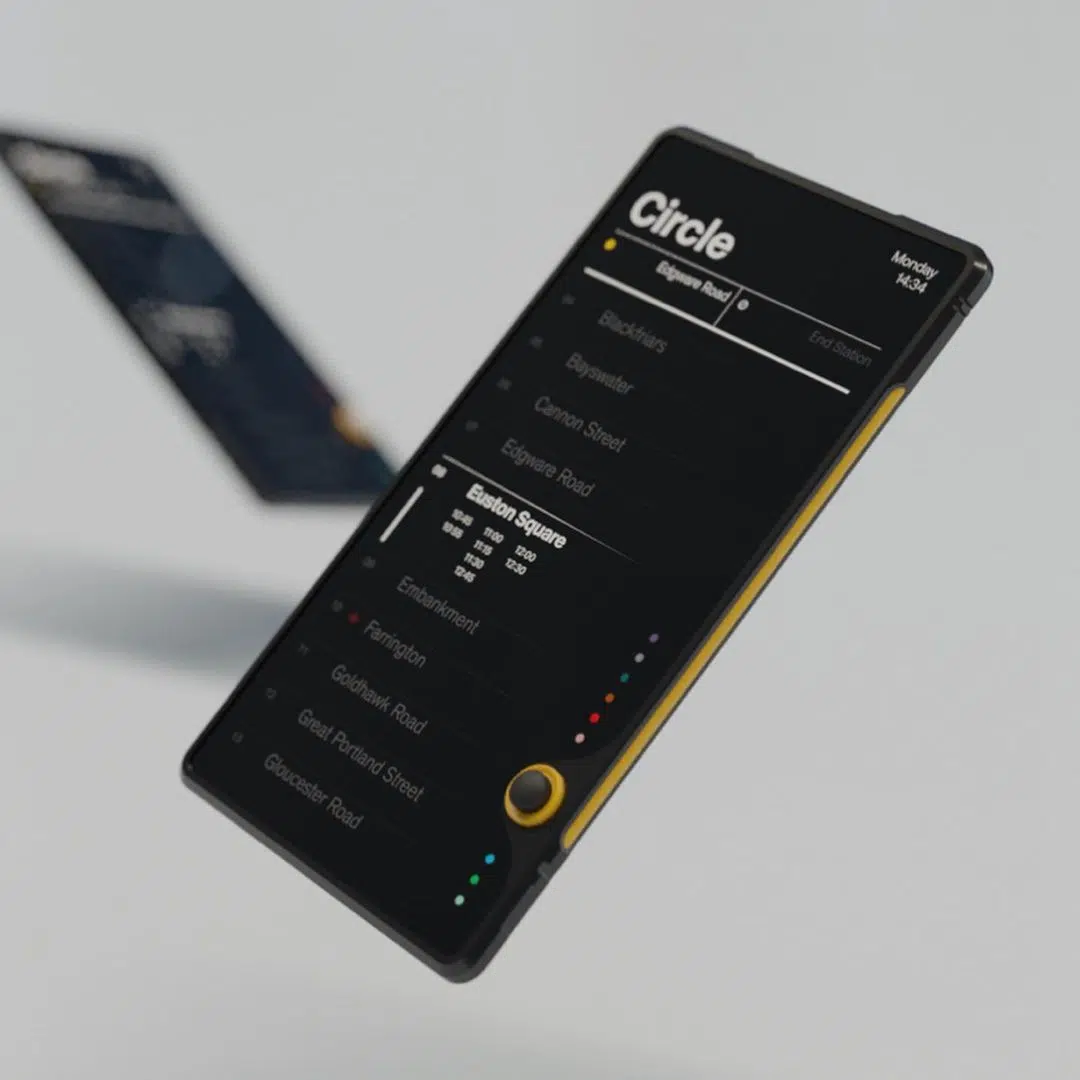 Circle
Monday
14:34
Edgware Road
End Station
Blackfriars
Bayswater
Cannon Street
Edgware Road
Euston Square
10:45 11:00 12:00
10:55 11:15 12:30
11:30
12:45
Embankment
Farrington
Goldhawk Road
Great Portland Street
Gloucester Road